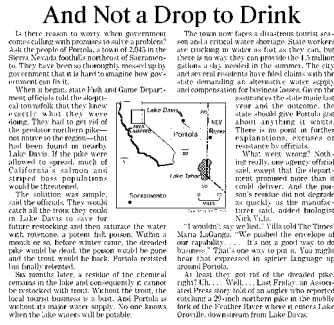 And Not a Drop to Drink
Is there reason to worry when government
comes calling with promises to solve a problem?
Ask the people of Portola, a town of 2,045 in the
Sierra Nevada foothills northeast of Sacramen-
to. They have been so thoroughly messed up by
government that it is hard to imagine how gov-
ernment can fix it.
When it began, state Fish and Game Depart-
ment officials told the skepti-
cal townfolk that they knew
exactly what they were
doing. They had to get rid of
the predator northern pike—
not native to the region—that
had been found in nearby
Lake Davis. If the pike were
allowed to spread, much of
California's salmon and
striped bass populations
would be threatened.
The solution was simple,
said the officials. They would
catch all the trout they could
in Lake Davis to save for
future restocking and then saturate the water
with rotenone, a potent fish poison. Within a
month or so, before winter came, the dreaded
pike would be dead, the poison would be gone
and the trout would be back. Portola resisted
but finally relented.
Six months later, a residue of the chemical
remains in the lake and consequently it cannot
be restocked with trout. Without the trout, the
local tourist business is a bust. And Portola is
without its major water supply. No one knows
when the lake waters will be potable.
Lake Davis
Portola
Lake Tahoe
Sacramento
The town now faces a disastrous tourist sea-
son and a critical water shortage. State workers
are trucking in water as fast as they can, but
there is no way they can provide the 1.5 million
gallons a day needed in the summer. The city
and several residents have filed claims with the
state demanding an alternative water supply
and compensation for business losses. Given the
assurances the state made last
year and the outcome, the
state should give Portola just
about anything it wants.
There is no point in further
explanations, excuses or
resistance by officials.
What went wrong? Noth-
ing really, one agency official
said, except that the depart-
ment promised more than it
could deliver. And the poi-
son's residue did not degrade
as quickly as the manufac-
turer said, added biologist
Nick Villa.
"I wouldn't say we lied," Villa told The Times'
Maria LaGanga. "We pushed the envelope of
our capability. . . . It's not a good way to do
business." That's one way to put it. You might
hear that expressed in spicier language up
around Portola.
At least they got rid of the dreaded pike,
right? Uh. . . . Well. . . . Last Friday, an Associ-
ated Press story told of an angler who reported
catching a 29-inch northern pike in the middle
fork of the Feather River where it enters Lake
Oroville, downstream from Lake Davis.